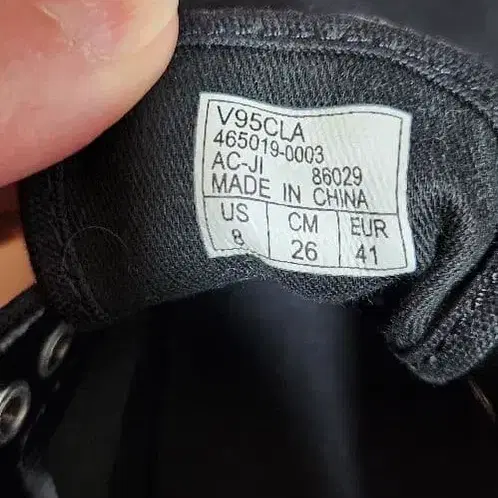 V95CLA
465019-0003
AC-JI 86029
MADE IN CHINA
US CM EUR
8 26 41